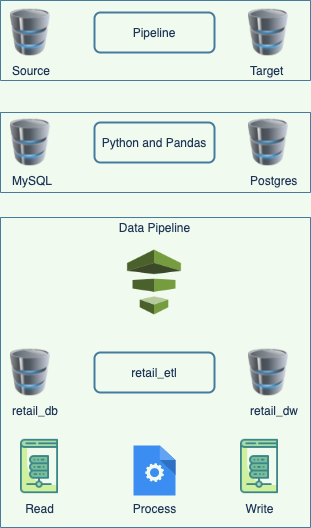 Pipeline
Source
Target
Python and Pandas
MySQL
Postgres
Data Pipeline
retail_etl
retail_db
retail_dw
Read
Process
Write